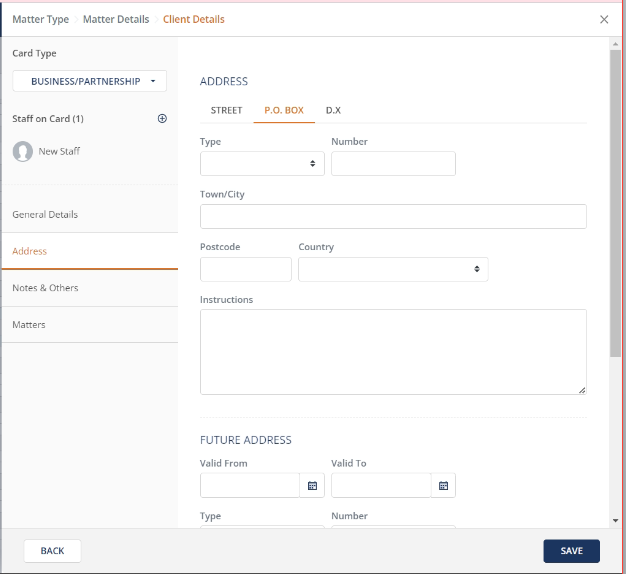 Matter Type Matter Details Client Details
Card Type
BUSINESS/PARTNERSHIP
Staff on Card (1)
New Staff
General Details
Address
Notes & Others
Matters
ADDRESS
STREET P.O. BOX D.X
Type Number
Town/City
Postcode Country
Instructions
FUTURE ADDRESS
Valid From Valid To
Type Number
BACK SAVE